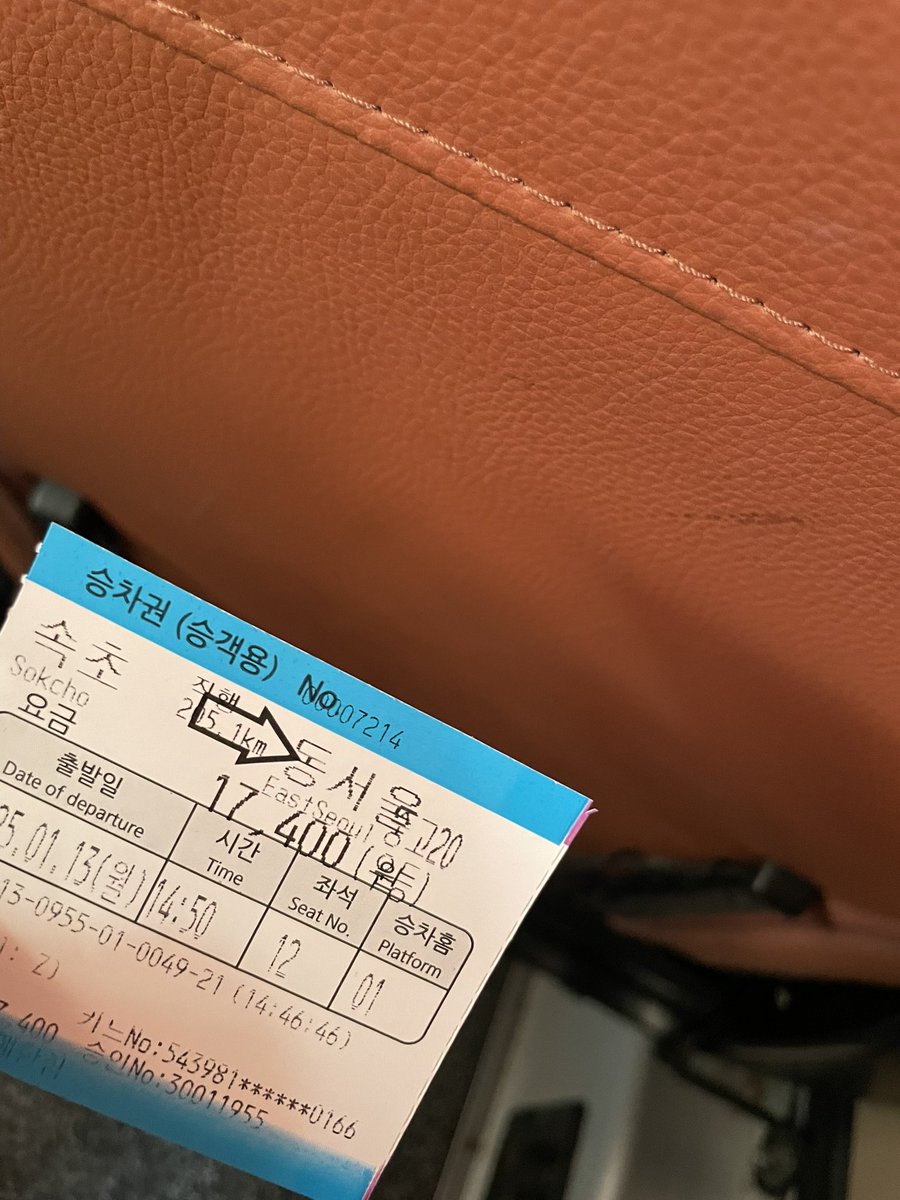 승차권 (승객용) No.
00007214
속초 직행 동서울
Sokcho 205.1km EastSeoul
요금 17,400
출발일 시간 좌석 승차홈
Date of departure Time Seat No. Platform
25.01.13(월) 14:50 12 01
13-0955-01-0049-21 (14:46:46)
Z)
400 카드No:543981******0166
승인No:30011955